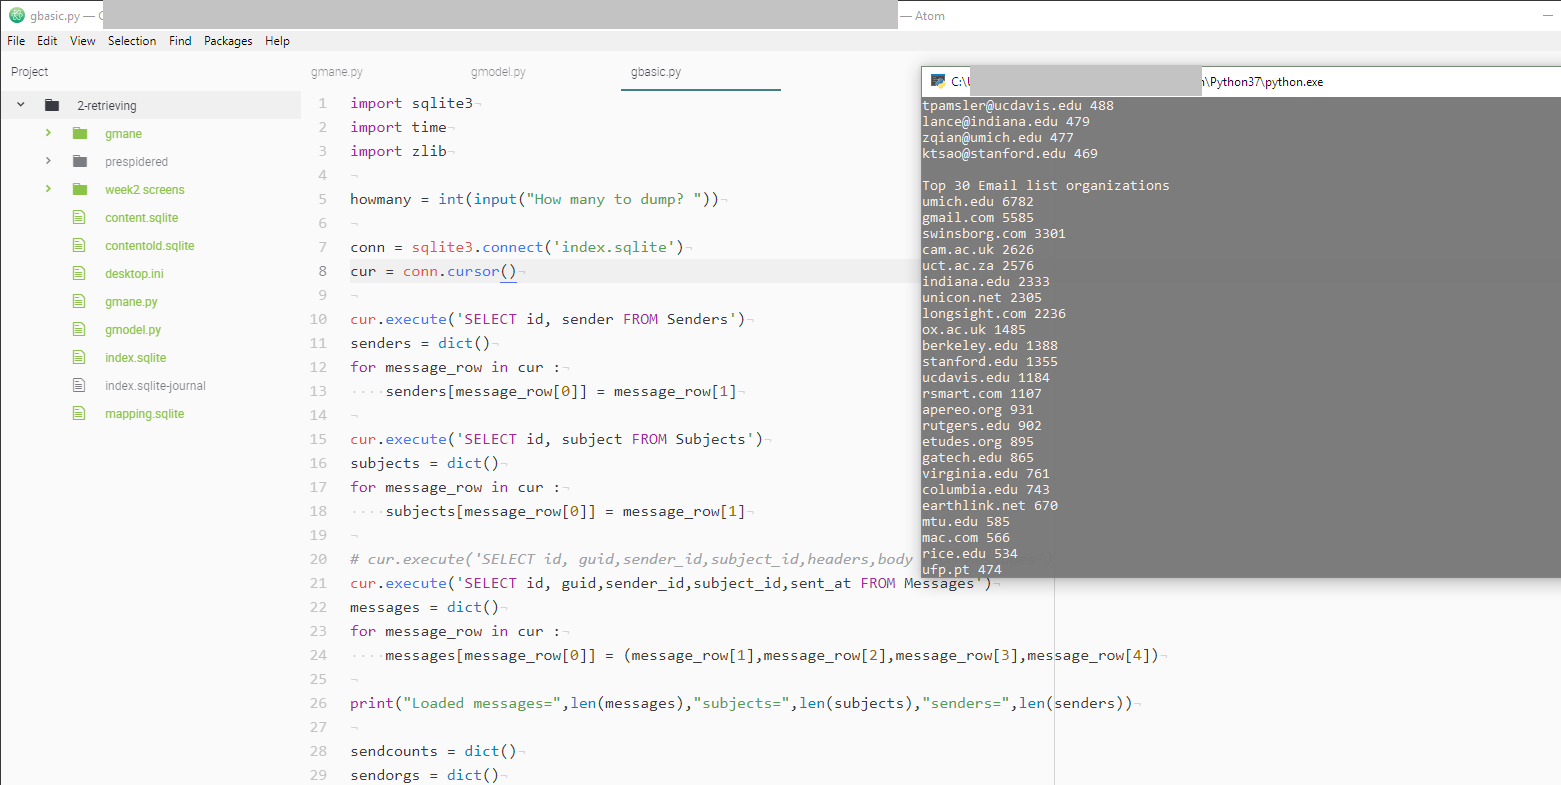 gbasic.py — C
— Atom
File Edit View Selection Find Packages Help
Project
2-retrieving
gmane
prespidered
week2 screens
content.sqlite
contentold.sqlite
desktop.ini
gmane.py
gmodel.py
index.sqlite
index.sqlite-journal
mapping.sqlite
gmane.py gmodel.py gbasic.py
1 import sqlite3
2 import time
3 import zlib
4
5 howmany = int(input("How many to dump? "))
6
7 conn = sqlite3.connect('index.sqlite')
8 cur = conn.cursor()
9
10 cur.execute('SELECT id, sender FROM Senders')
11 senders = dict()
12 for message_row in cur :
13 senders[message_row[0]] = message_row[1]
14
15 cur.execute('SELECT id, subject FROM Subjects')
16 subjects = dict()
17 for message_row in cur :
18 subjects[message_row[0]] = message_row[1]
19
20 # cur.execute('SELECT id, guid,sender_id,subject_id,headers,body
21 cur.execute('SELECT id, guid,sender_id,subject_id,sent_at FROM Messages')
22 messages = dict()
23 for message_row in cur :
24 messages[message_row[0]] = (message_row[1],message_row[2],message_row[3],message_row[4])
25
26 print("Loaded messages=",len(messages),"subjects=",len(subjects),"senders=",len(senders))
27
28 sendcounts = dict()
29 sendorgs = dict()
C:\ \Python37\python.exe
tpamsler@ucdavis.edu 488
lance@indiana.edu 479
zqian@umich.edu 477
ktsao@stanford.edu 469
Top 30 Email list organizations
umich.edu 6782
gmail.com 5585
swinsborg.com 3301
cam.ac.uk 2626
uct.ac.za 2576
indiana.edu 2333
unicon.net 2305
longsight.com 2236
ox.ac.uk 1485
berkeley.edu 1388
stanford.edu 1355
ucdavis.edu 1184
rsmart.com 1107
apereo.org 931
rutgers.edu 902
etudes.org 895
gatech.edu 865
virginia.edu 761
columbia.edu 743
earthlink.net 670
mtu.edu 585
mac.com 566
rice.edu 534
ufp.pt 474